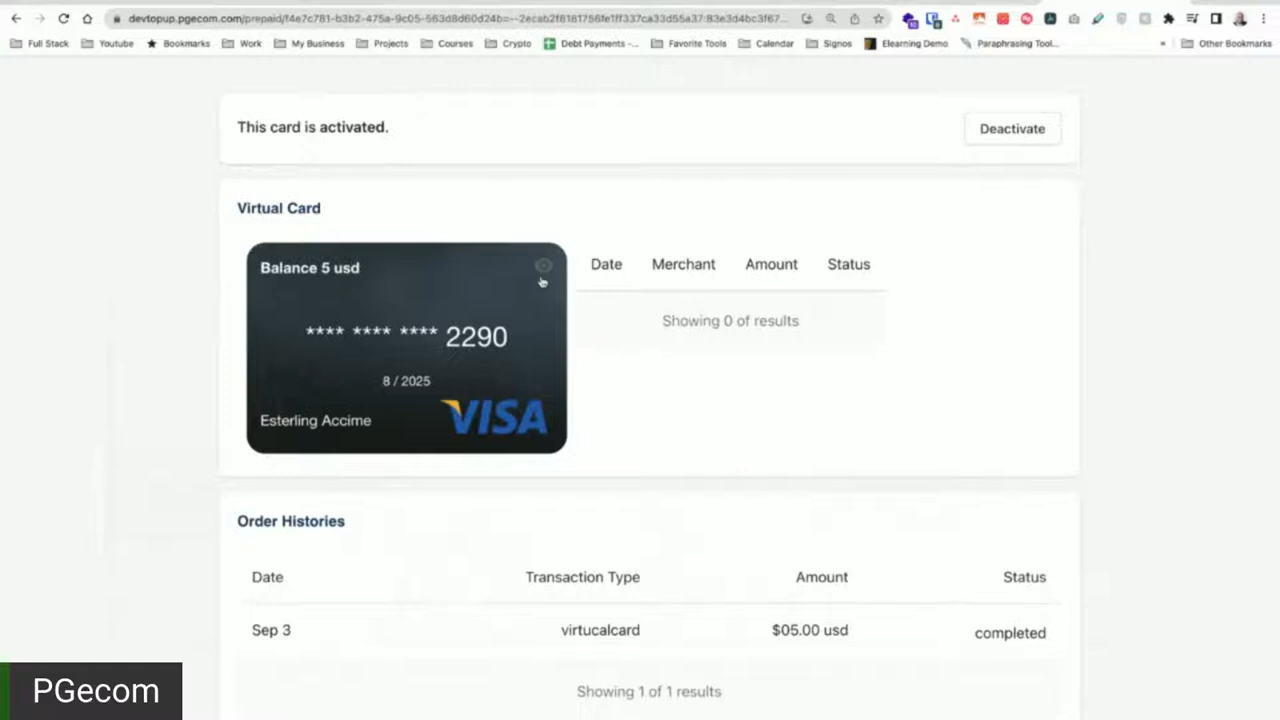 devtopup.pgecom.com/prepaid/f4e7c781-b3b2-475a-9c05-563d8d60d24b
Full Stack Youtube Bookmarks Work My Business Projects Courses Crypto Debt Payments -... Favorite Tools Calendar Signos Elearning Demo Paraphrasing Tool... » Other Bookmarks
This card is activated. Deactivate
Virtual Card
Balance 5 usd
**** **** **** 2290
8 / 2025
Esterling Accime
VISA
Date Merchant Amount Status
Showing 0 of results
Order Histories
Date Transaction Type Amount Status
Sep 3 virtucalcard $05.00 usd completed
Showing 1 of 1 results
PGecom